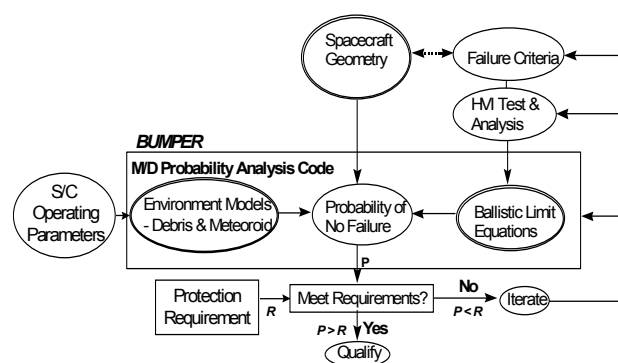 Spacecraft
Geometry
Failure Criteria
HVI Test &
Analysis
BUMPER
M/D Probability Analysis Code
S/C
Operating
Parameters
Environment Models
- Debris & Meteoroid
Probability of
No Failure
Ballistic Limit
Equations
P
Protection
Requirement
R
Meet Requirements?
No
P < R
Iterate
P > R
Yes
Qualify